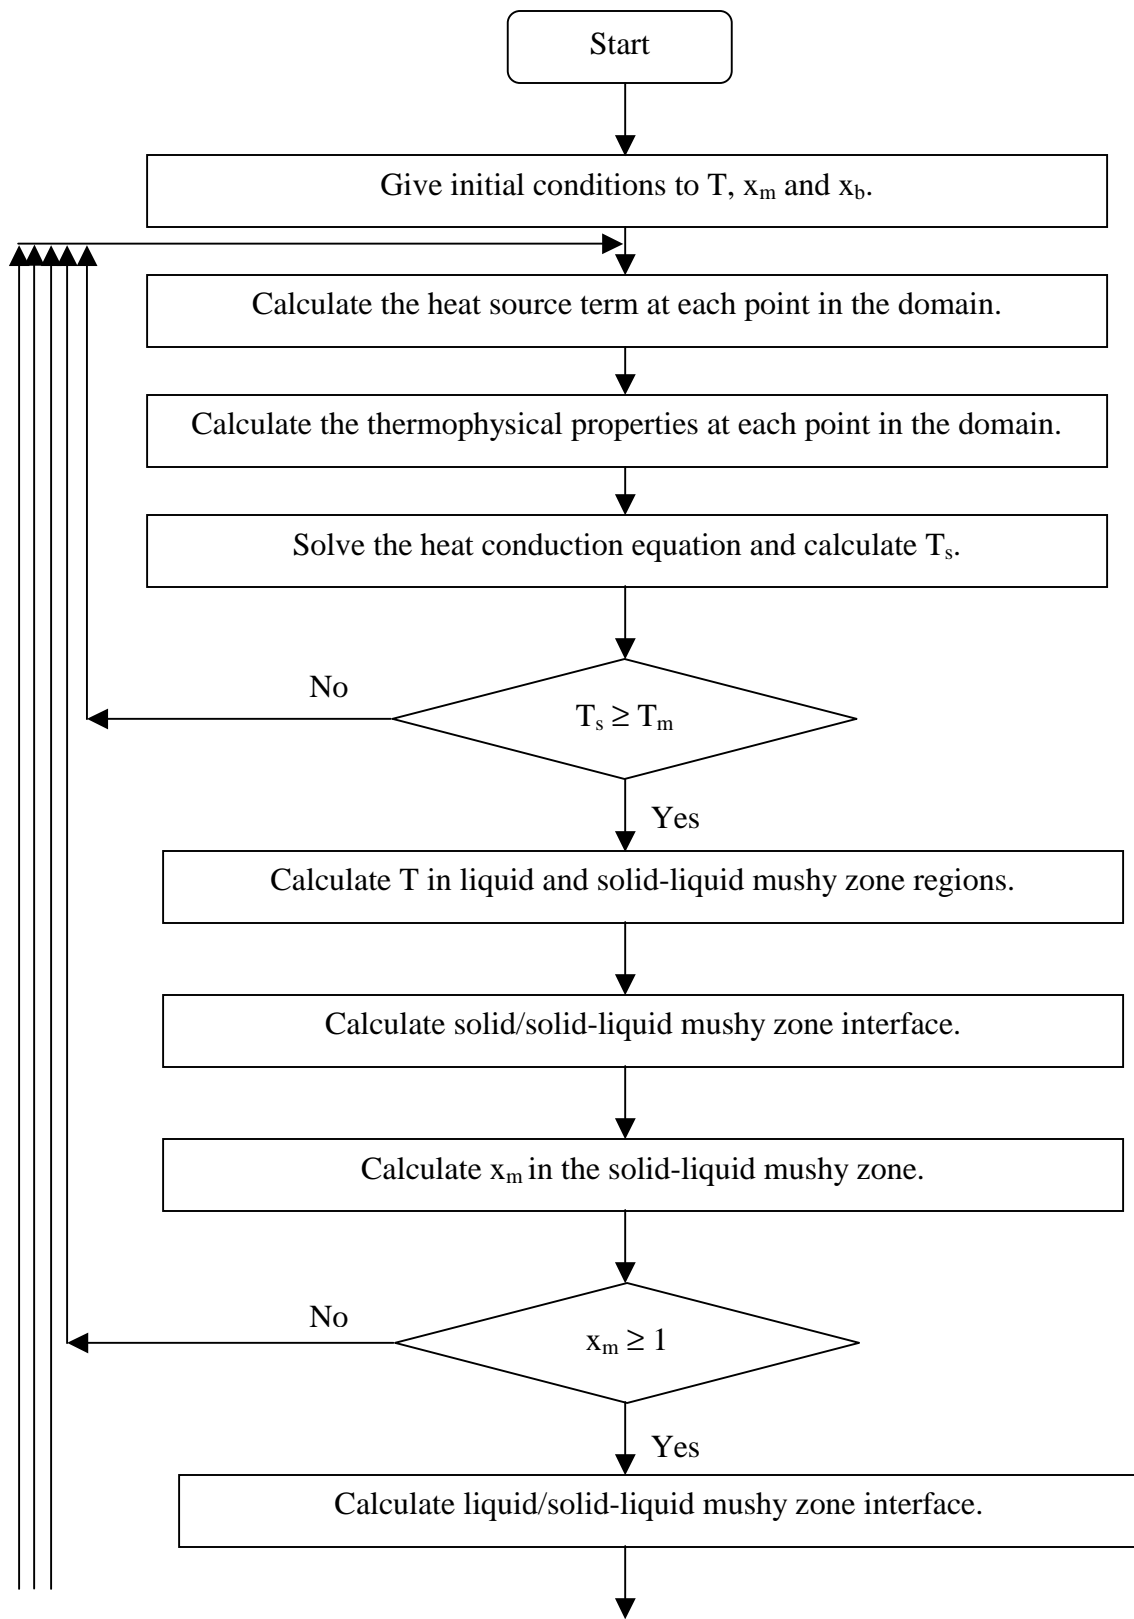 Start
Give initial conditions to T, xₘ and x_b.
Calculate the heat source term at each point in the domain.
Calculate the thermophysical properties at each point in the domain.
Solve the heat conduction equation and calculate Tₛ.
No
Tₛ ≥ Tₘ
Yes
Calculate T in liquid and solid-liquid mushy zone regions.
Calculate solid/solid-liquid mushy zone interface.
Calculate xₘ in the solid-liquid mushy zone.
No
xₘ ≥ 1
Yes
Calculate liquid/solid-liquid mushy zone interface.